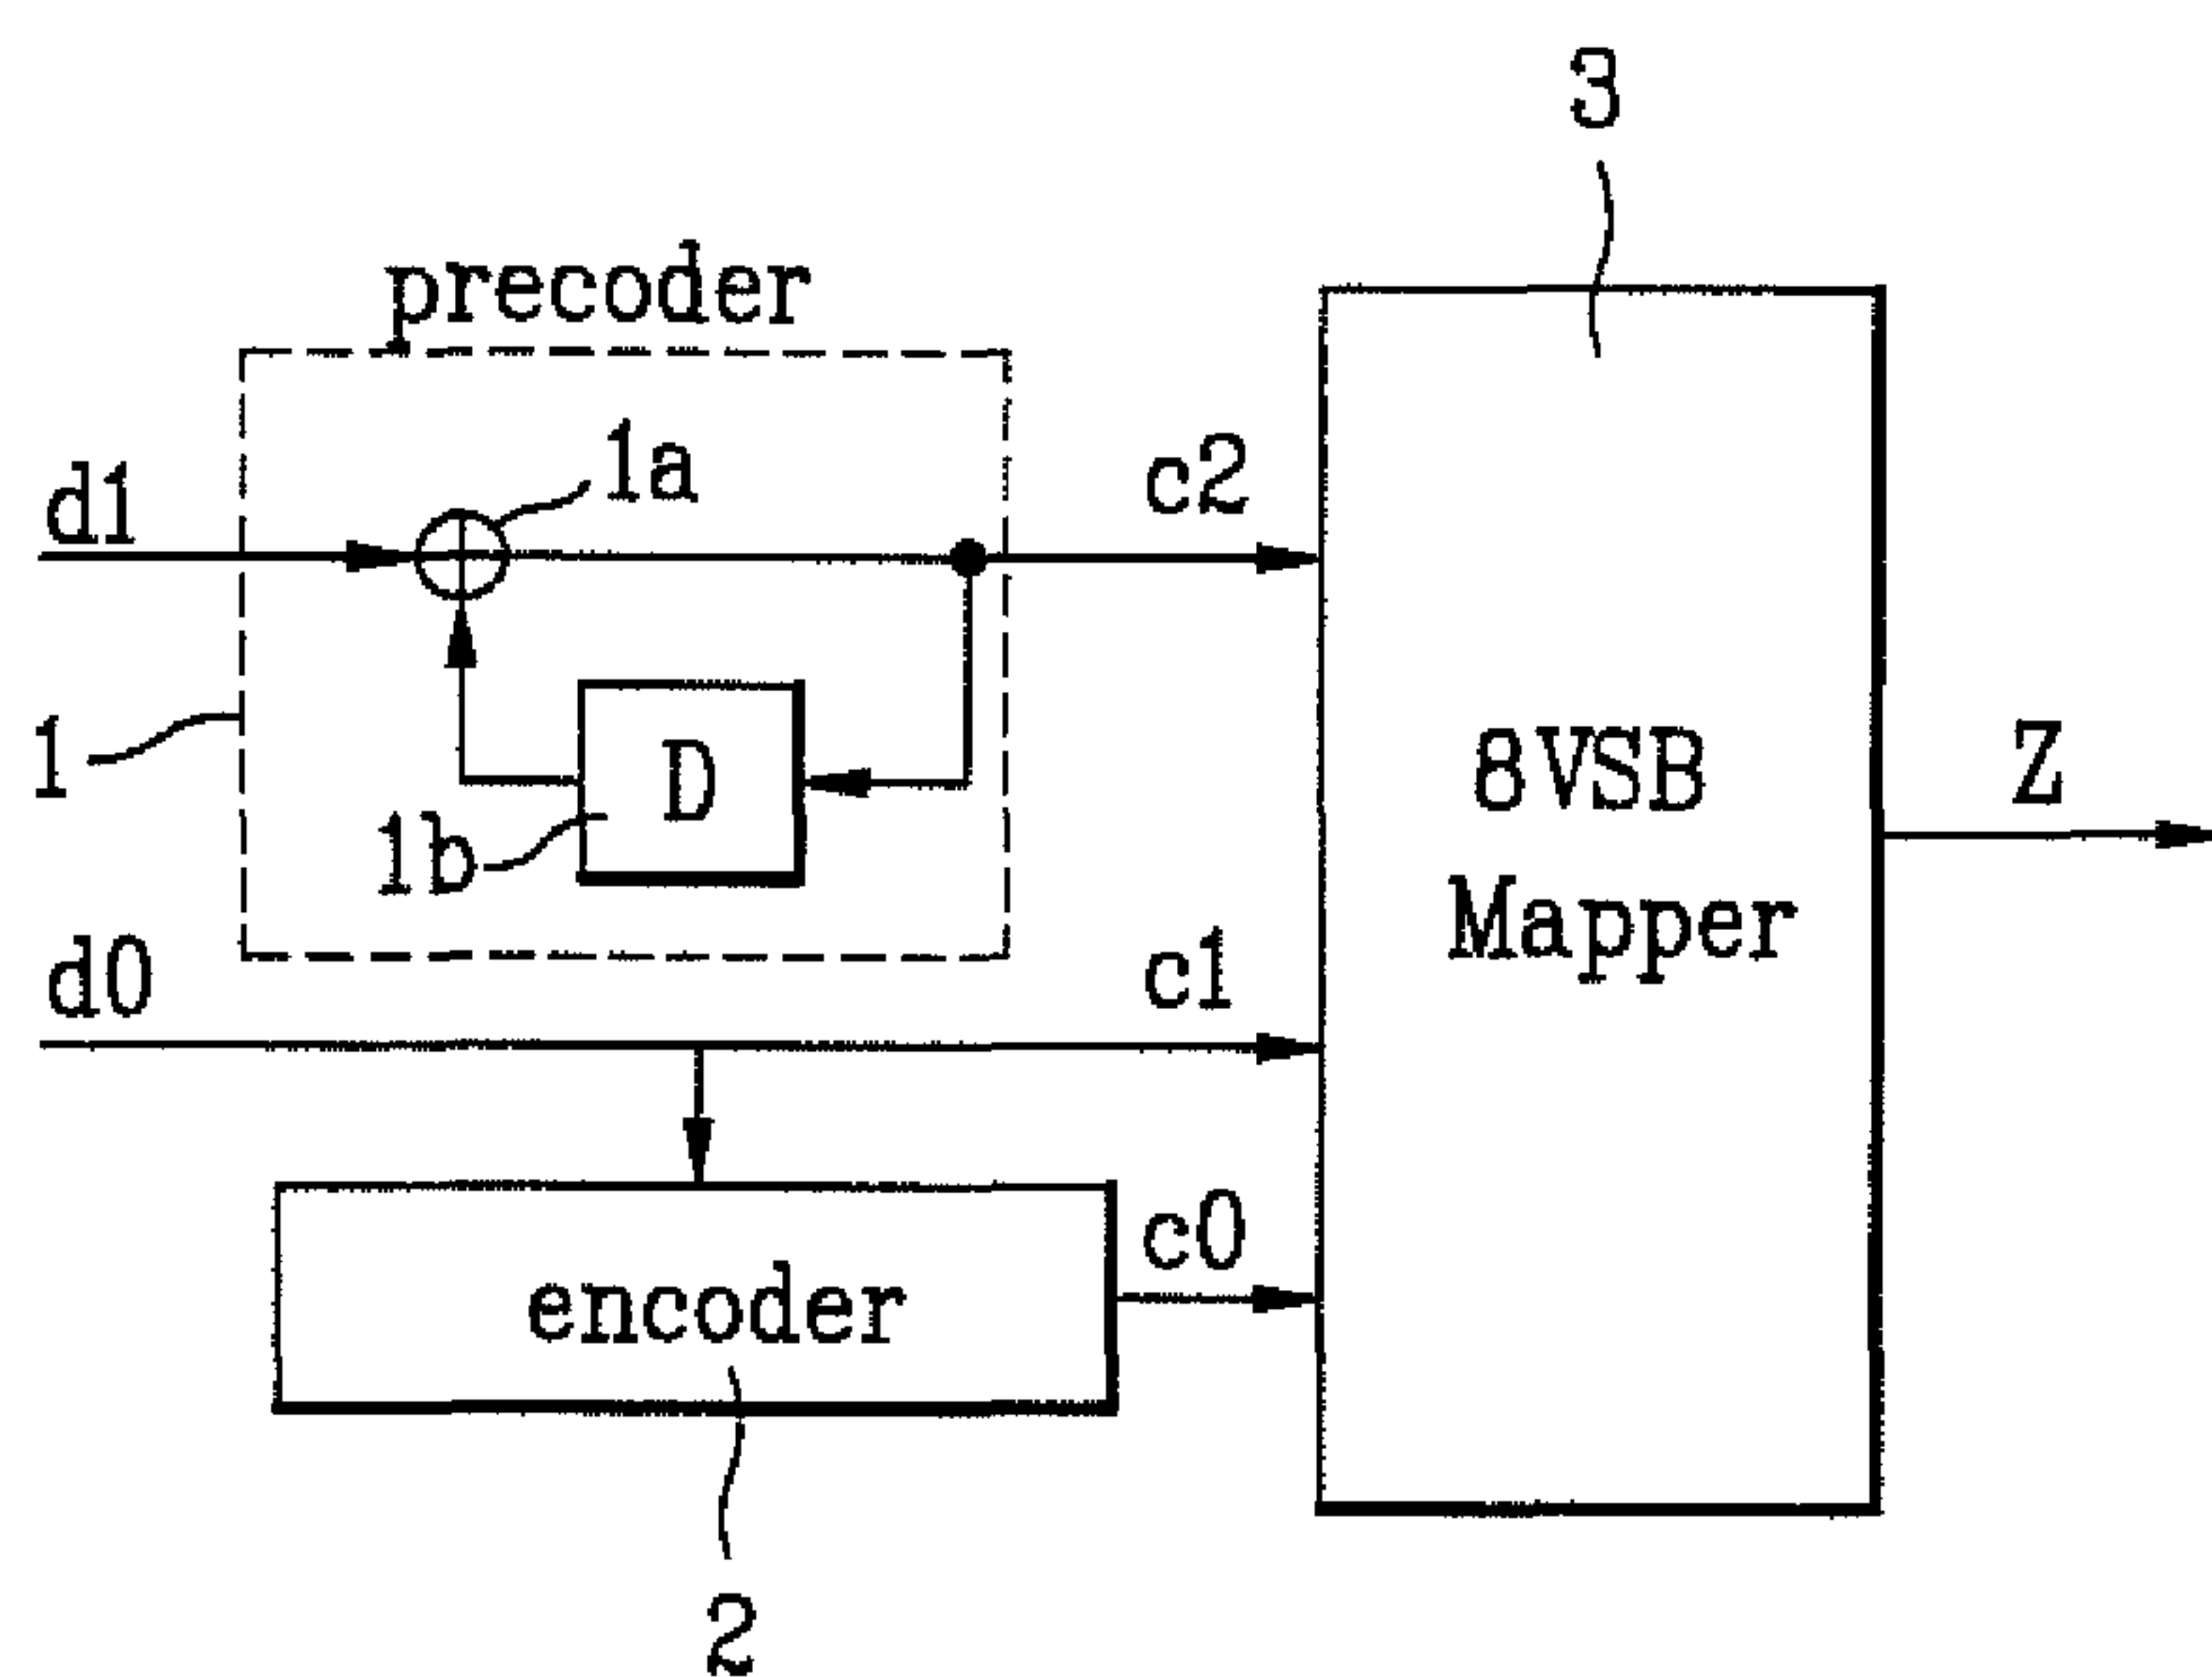 3
precoder
1a
d1
c2
1
D
1b
8VSB
Mapper
Z
d0
c1
c0
encoder
2